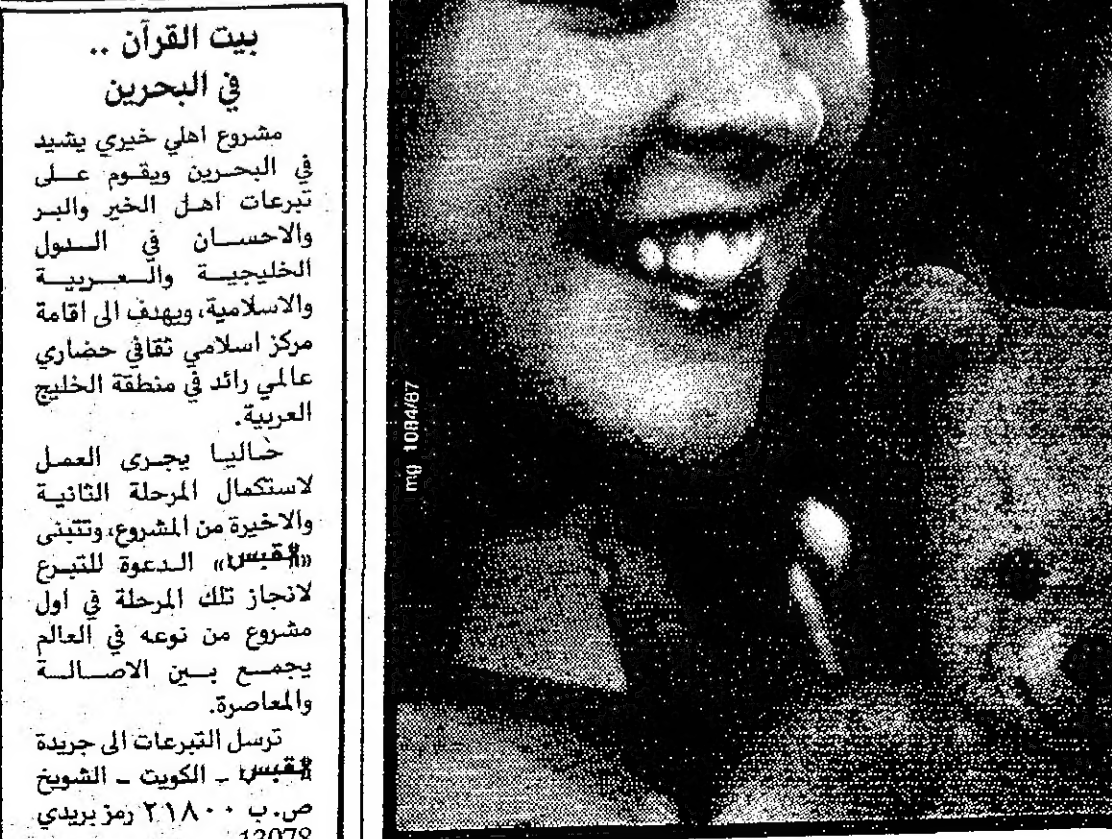 بيت القرآن ..
في البحرين
مشروع اهلي خيري يشيد
في البحرين ويقوم على
تبرعات اهل الخير والبر
والاحسان في الدول
الخليجية والعربية
والاسلامية، ويهدف الى اقامة
مركز اسلامي ثقافي حضاري
عالمي رائد في منطقة الخليج
العربية.
حاليا يجرى العمل
لاستكمال المرحلة الثانية
والاخيرة من المشروع، وتتبنى
«القبس» الدعوة للتبرع
لانجاز تلك المرحلة في اول
مشروع من نوعه في العالم
يجمع بين الاصالة
والمعاصرة.
ترسل التبرعات الى جريدة
القبس - الكويت - الشويخ
ص.ب ٢١٨٠٠ رمز بريدي
13078
mg 1084/87